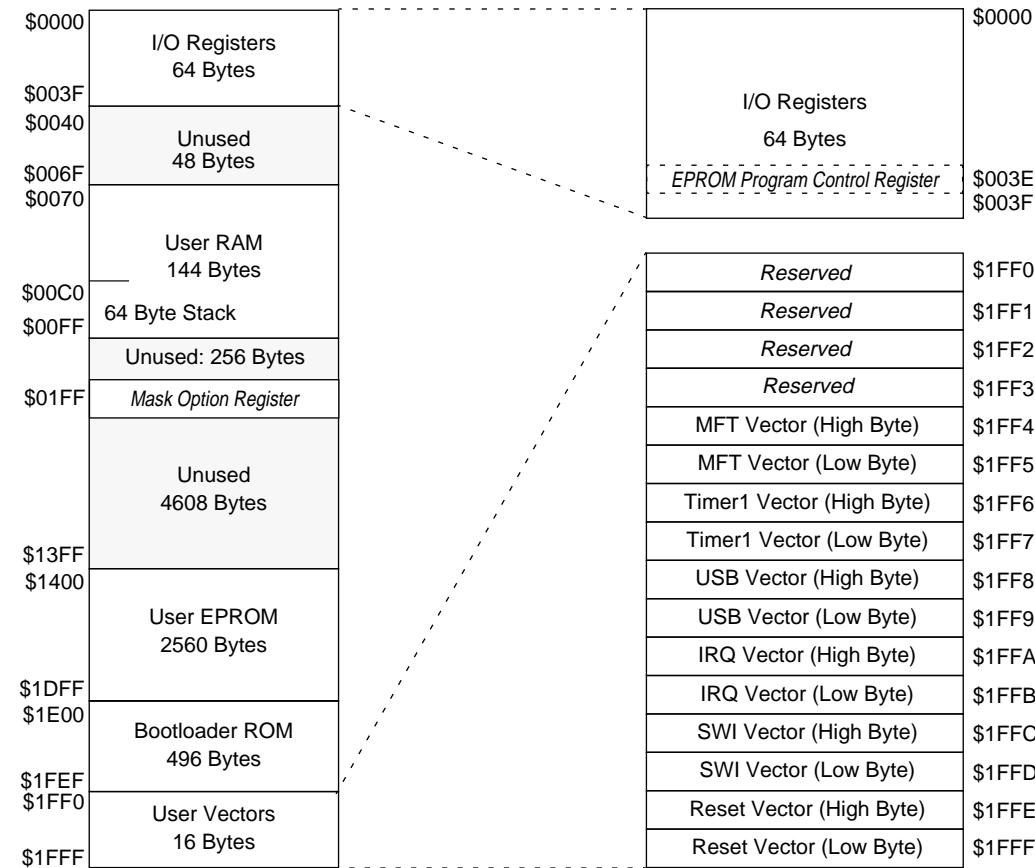 $0000
I/O Registers
64 Bytes
$003F
$0040
Unused
48 Bytes
$006F
$0070
User RAM
144 Bytes
$00C0
64 Byte Stack
$00FF
Unused: 256 Bytes
$01FF
Mask Option Register
Unused
4608 Bytes
$13FF
$1400
User EPROM
2560 Bytes
$1DFF
$1E00
Bootloader ROM
496 Bytes
$1FEF
$1FF0
User Vectors
16 Bytes
$1FFF
$0000
I/O Registers
64 Bytes
EPROM Program Control Register $003E
$003F
Reserved $1FF0
Reserved $1FF1
Reserved $1FF2
Reserved $1FF3
MFT Vector (High Byte) $1FF4
MFT Vector (Low Byte) $1FF5
Timer1 Vector (High Byte) $1FF6
Timer1 Vector (Low Byte) $1FF7
USB Vector (High Byte) $1FF8
USB Vector (Low Byte) $1FF9
IRQ Vector (High Byte) $1FFA
IRQ Vector (Low Byte) $1FFB
SWI Vector (High Byte) $1FFC
SWI Vector (Low Byte) $1FFD
Reset Vector (High Byte) $1FFE
Reset Vector (Low Byte) $1FFF